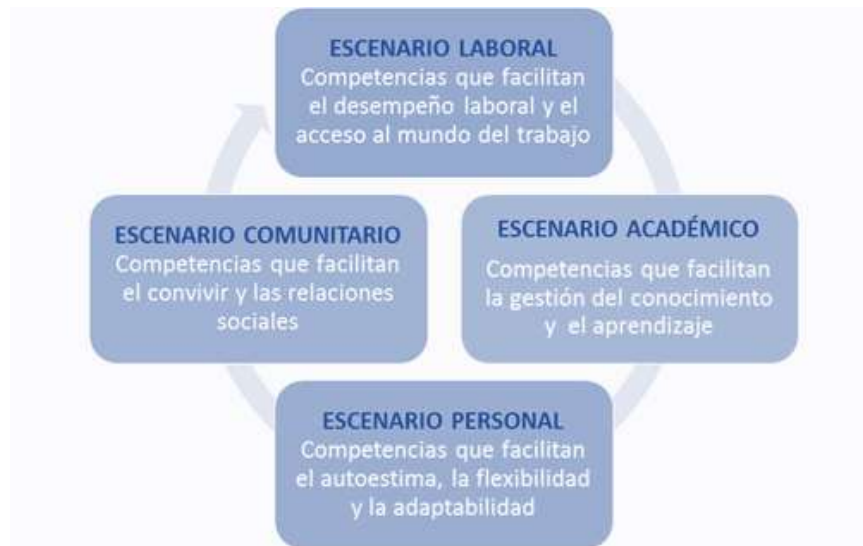 ESCENARIO LABORAL
Competencias que facilitan
el desempeño laboral y el
acceso al mundo del trabajo
ESCENARIO COMUNITARIO
Competencias que facilitan
el convivir y las relaciones
sociales
ESCENARIO ACADÉMICO
Competencias que facilitan
la gestión del conocimiento
y el aprendizaje
ESCENARIO PERSONAL
Competencias que facilitan
el autoestima, la flexibilidad
y la adaptabilidad